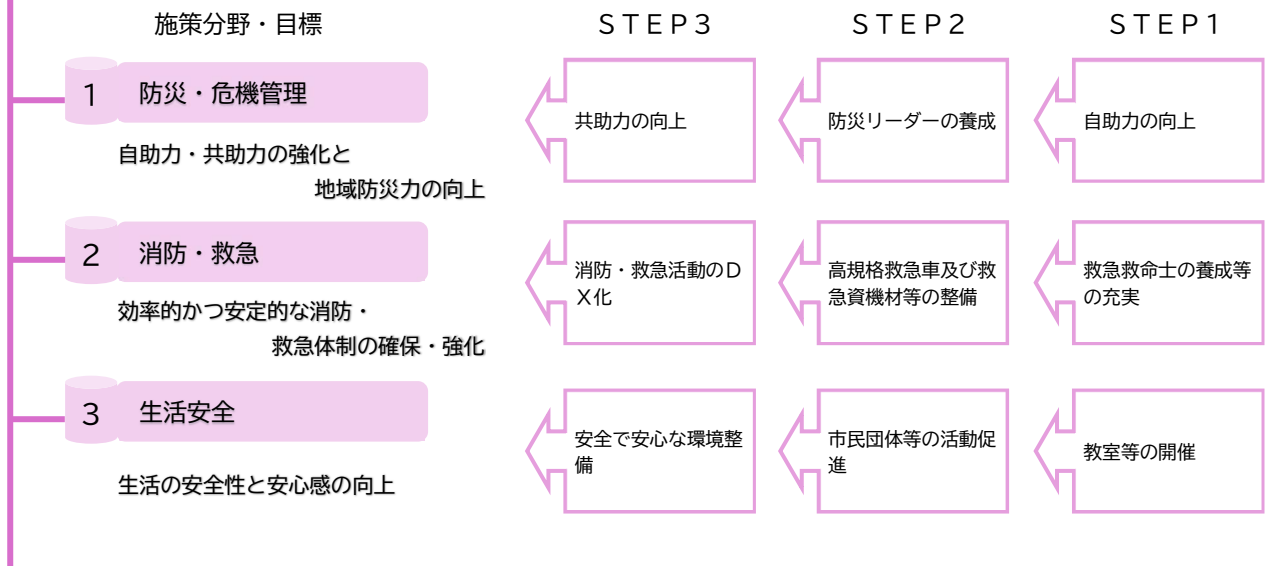 施策分野・目標
ＳＴＥＰ３
ＳＴＥＰ２
ＳＴＥＰ１
1
防災・危機管理
自助力・共助力の強化と
地域防災力の向上
共助力の向上
防災リーダーの養成
自助力の向上
2
消防・救急
効率的かつ安定的な消防・
救急体制の確保・強化
消防・救急活動のＤ
Ｘ化
高規格救急車及び救
急資機材等の整備
救急救命士の養成等
の充実
3
生活安全
生活の安全性と安心感の向上
安全で安心な環境整
備
市民団体等の活動促
進
教室等の開催